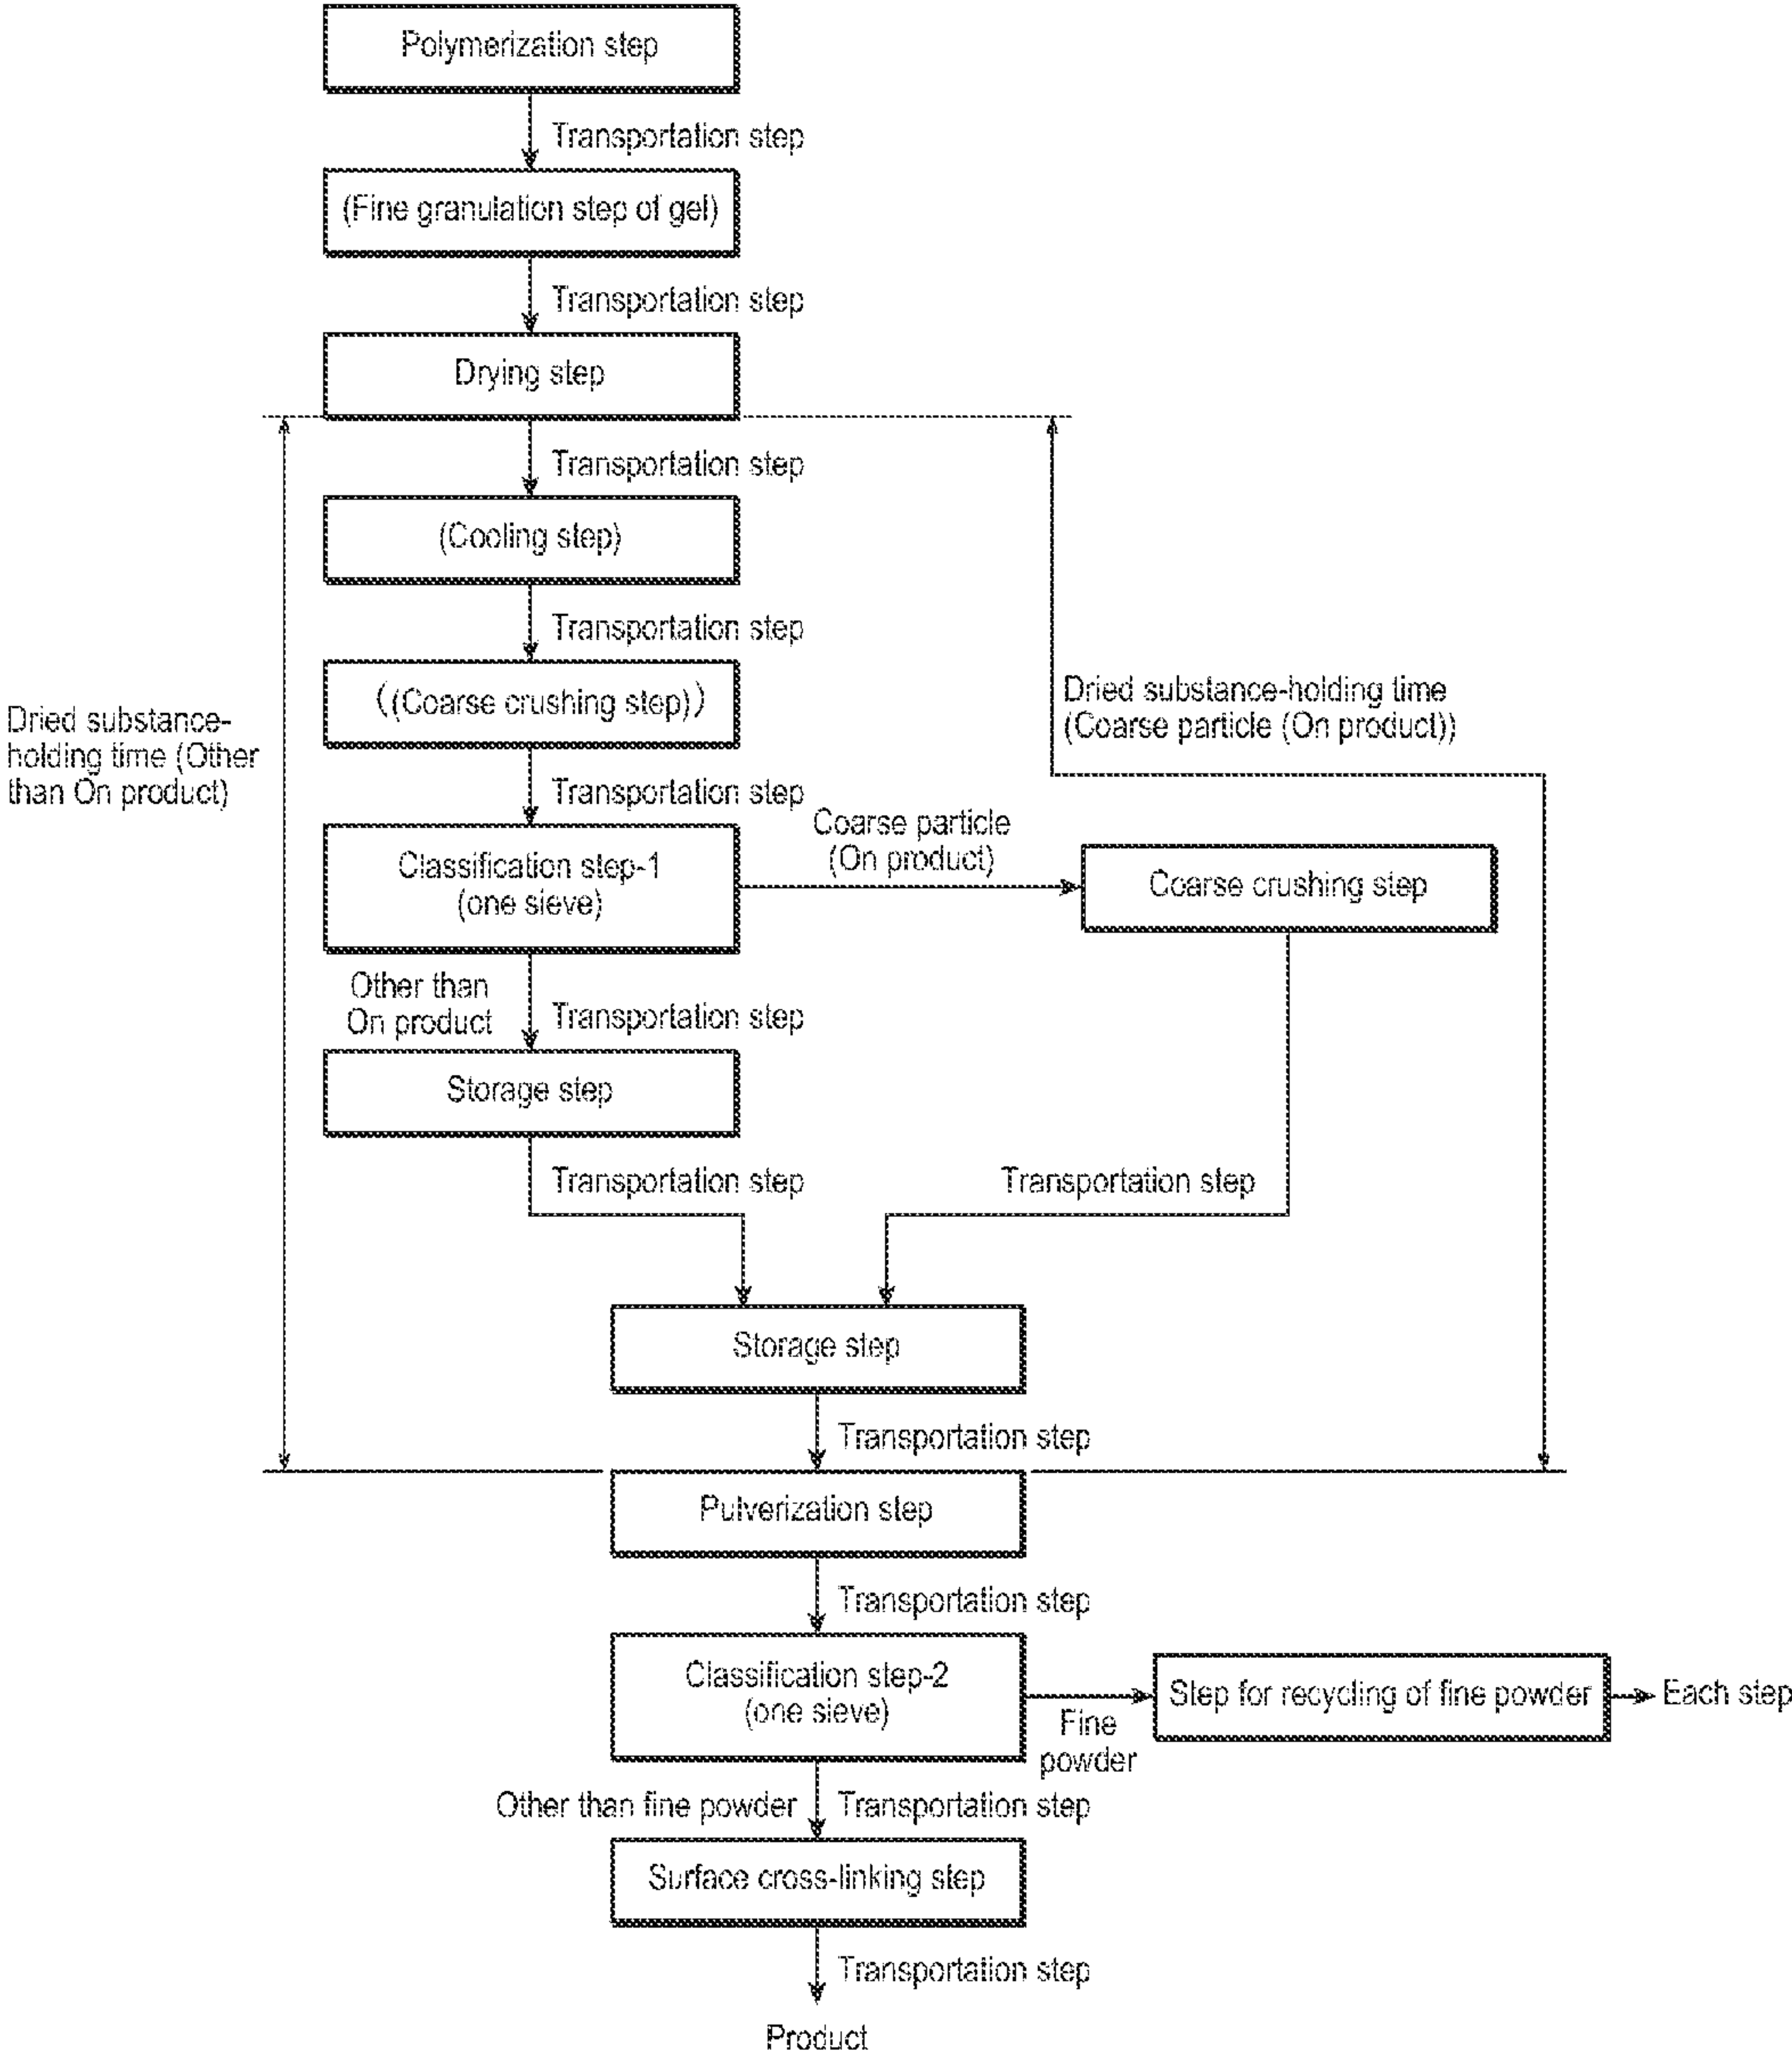 Polymerization step
Transportation step
(Fine granulation step of gel)
Transportation step
Drying step
Transportation step
(Cooling step)
Transportation step
((Coarse crushing step))
Dried substance-
holding time (Other
than On product)
Dried substance-holding time
(Coarse particle (On product))
Transportation step
Classification step-1
(one sieve)
Coarse particle
(On product)
Coarse crushing step
Other than
On product
Transportation step
Storage step
Transportation step
Transportation step
Storage step
Transportation step
Pulverization step
Transportation step
Classification step-2
(one sieve)
Fine
powder
Step for recycling of fine powder
Each step
Other than fine powder
Transportation step
Surface cross-linking step
Transportation step
Product